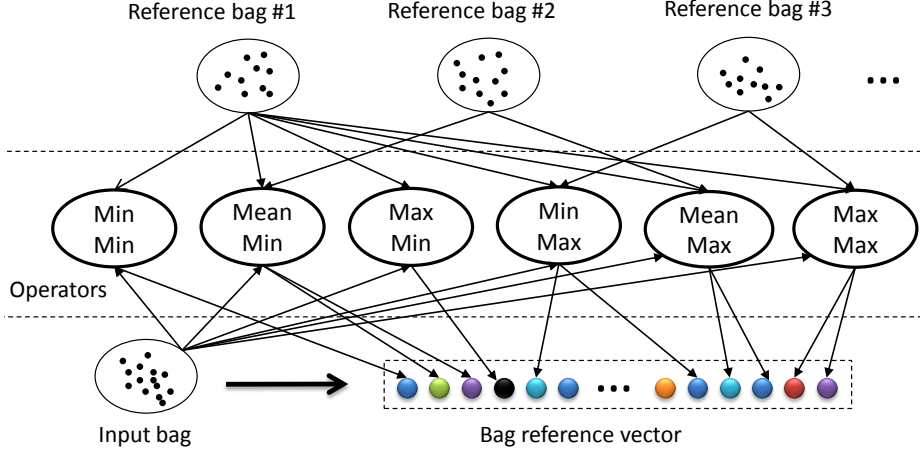 Reference bag #1
Reference bag #2
Reference bag #3
...
Min
Min
Mean
Min
Max
Min
Min
Max
Mean
Max
Max
Max
Operators
...
Input bag
Bag reference vector